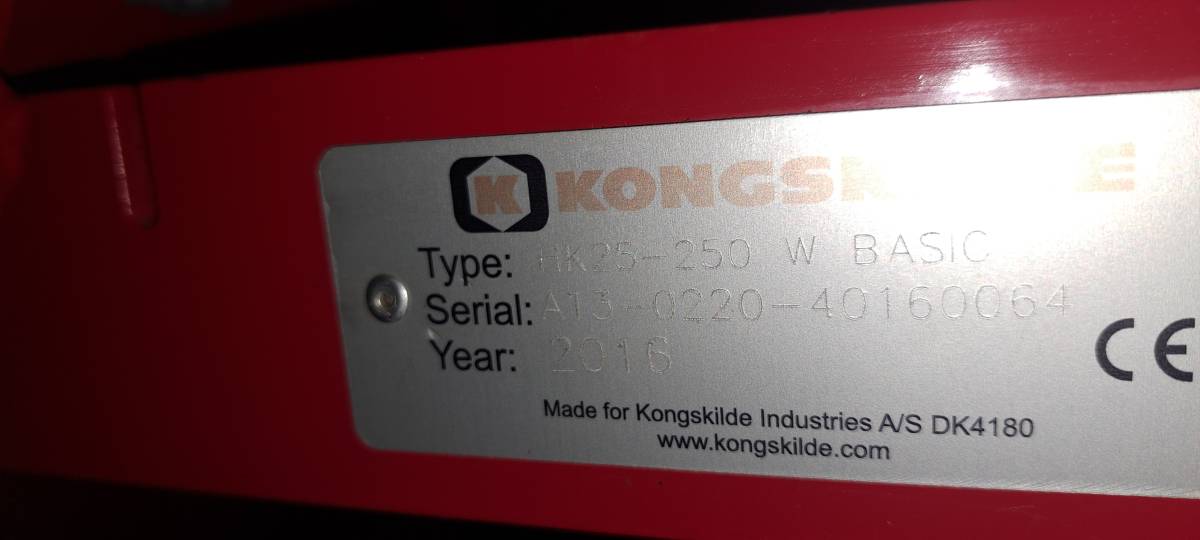 K KONGSKILDE
Type: HK25-250 W BASIC
Serial: A13-0220-40160064
Year: 2016
CE
Made for Kongskilde Industries A/S DK4180
www.kongskilde.com